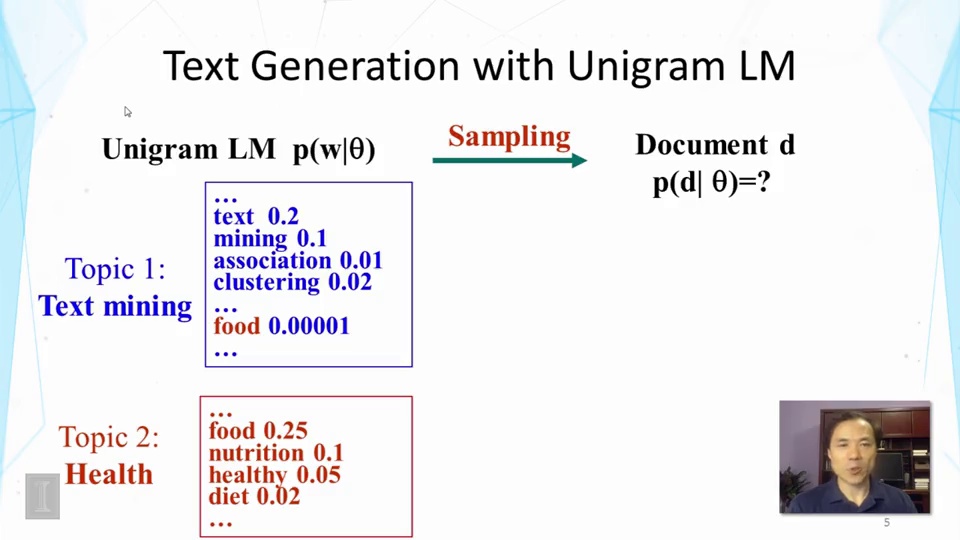 Text Generation with Unigram LM
Unigram LM p(w|θ)
Sampling
Document d
p(d| θ)=?
Topic 1:
Text mining
...
text 0.2
mining 0.1
association 0.01
clustering 0.02
...
food 0.00001
...
Topic 2:
Health
...
food 0.25
nutrition 0.1
healthy 0.05
diet 0.02
...
I
5